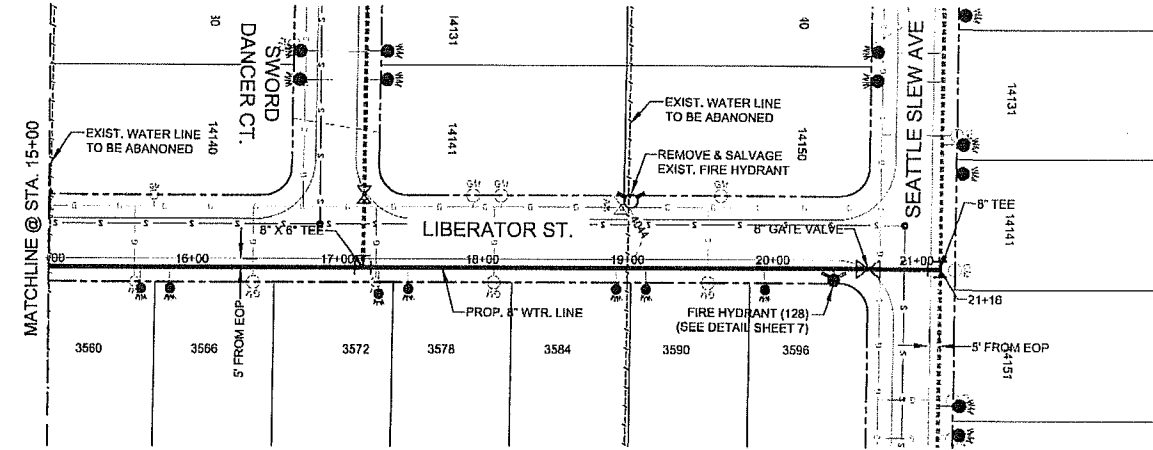 MATCHLINE @ STA. 15+00
EXIST. WATER LINE
TO BE ABANONED
14140
SWORD
DANCER CT.
14131
14141
EXIST. WATER LINE
TO BE ABANONED
REMOVE & SALVAGE
EXIST. FIRE HYDRANT
14150
SEATTLE SLEW AVE
14131
8" TEE
14141
8" X 6" TEE
LIBERATOR ST.
8" GATE VALVE
00
16+00
17+00
18+00
19+00
20+00
21+00
21+16
5' FROM EOP
PROP. 8" WTR. LINE
FIRE HYDRANT (128)
(SEE DETAIL SHEET 7)
5' FROM EOP
14151
3560
3566
3572
3578
3584
3590
3596